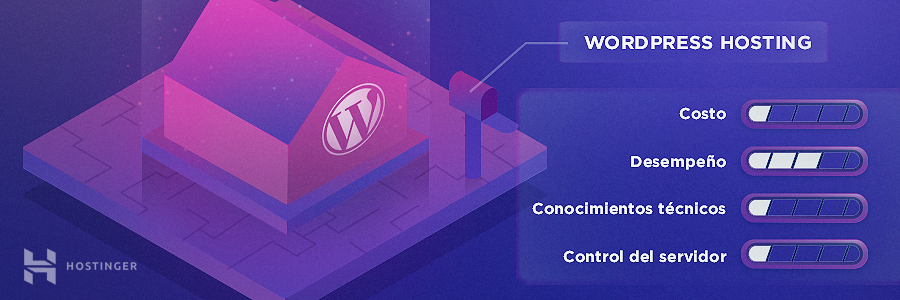 WORDPRESS HOSTING
Costo
Desempeño
Conocimientos técnicos
Control del servidor
W
HOSTINGER